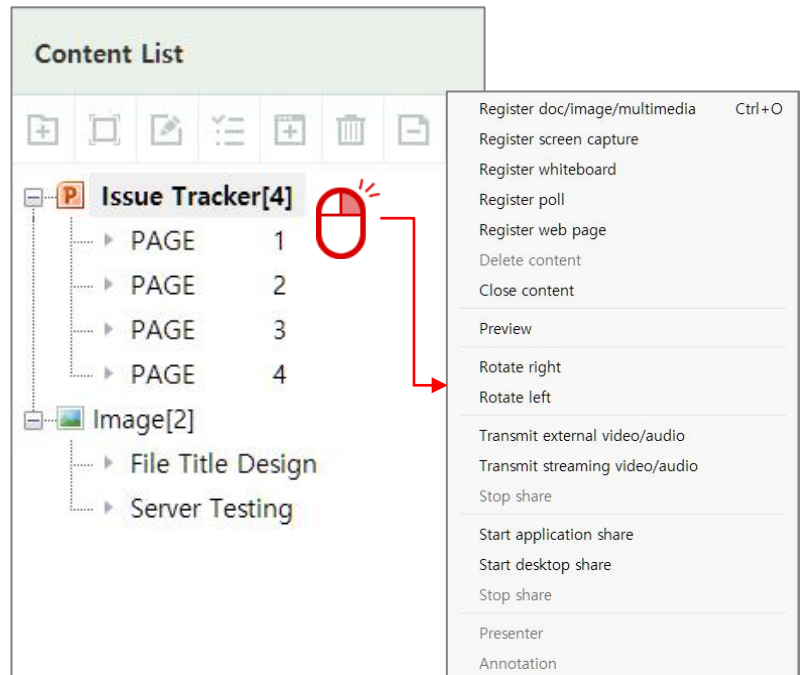 Content List
P Issue Tracker[4]
PAGE 1
PAGE 2
PAGE 3
PAGE 4
Image[2]
File Title Design
Server Testing
Register doc/image/multimedia Ctrl+O
Register screen capture
Register whiteboard
Register poll
Register web page
Delete content
Close content
Preview
Rotate right
Rotate left
Transmit external video/audio
Transmit streaming video/audio
Stop share
Start application share
Start desktop share
Stop share
Presenter
Annotation